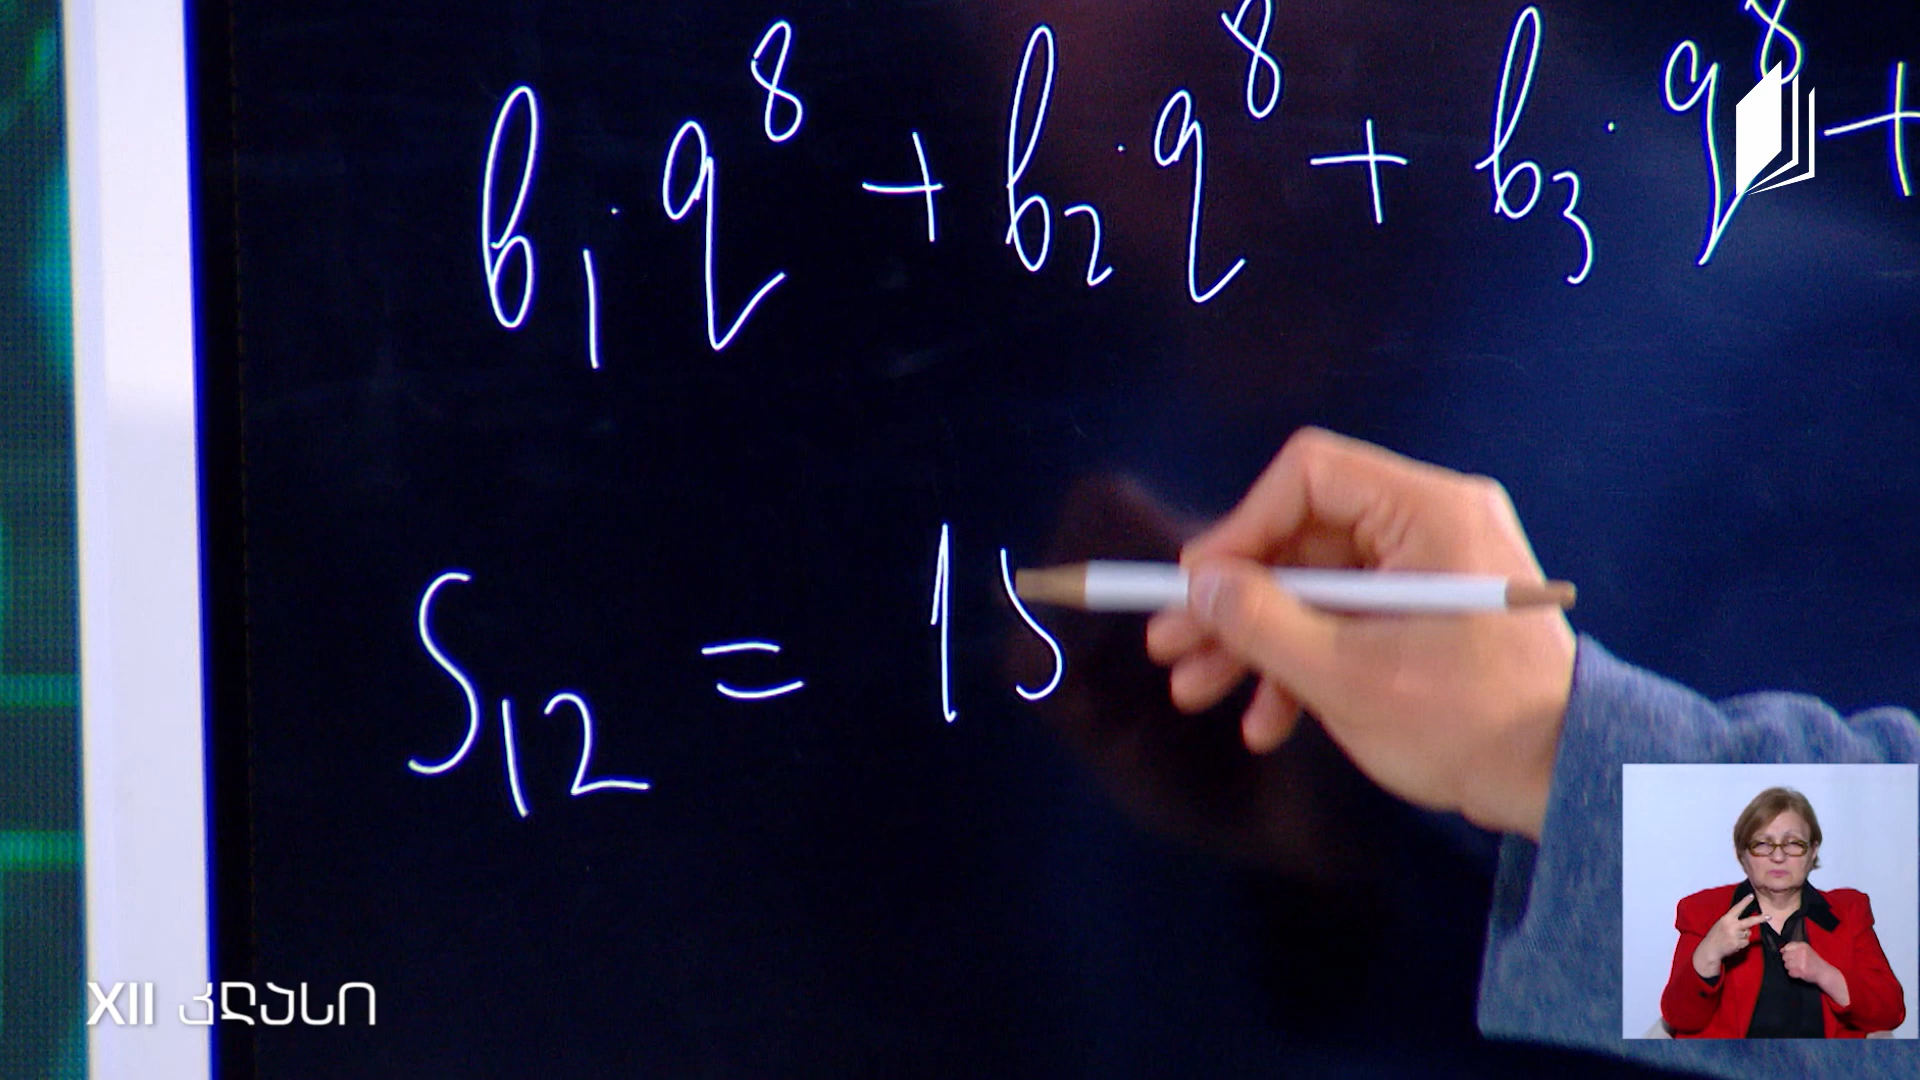 b₁·q⁸ + b₂·q⁸ + b₃·q⁸ +
S₁₂ = 15
XII კლასი